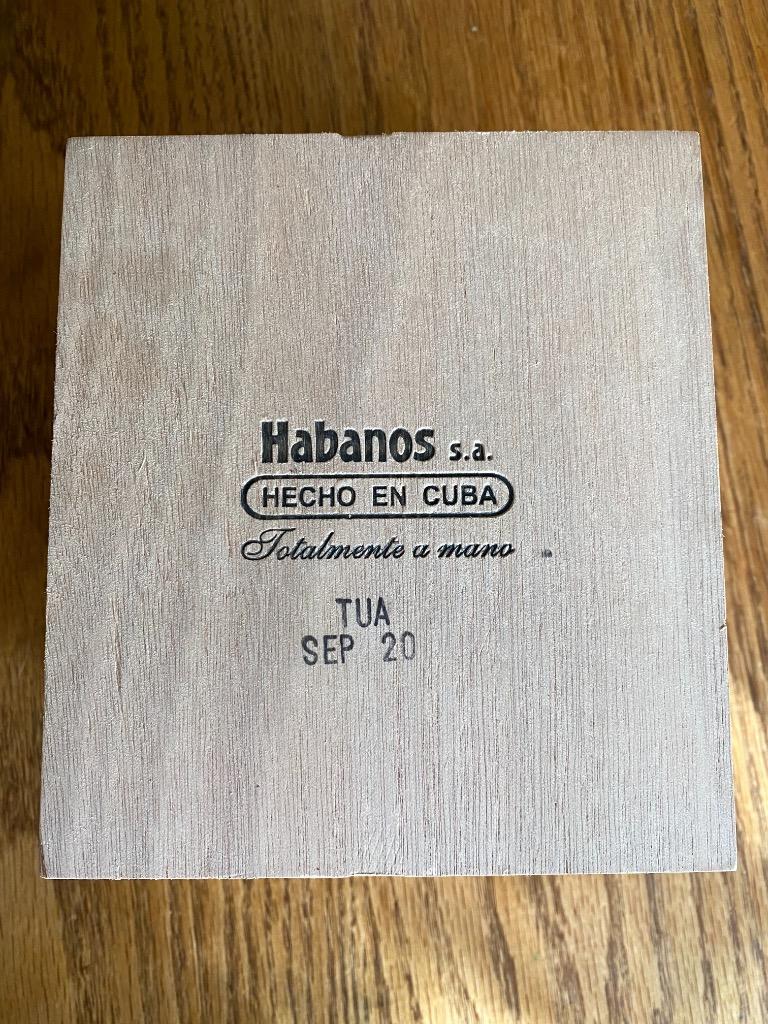 Habanos s.a.
HECHO EN CUBA
Totalmente a mano
TUA
SEP 20